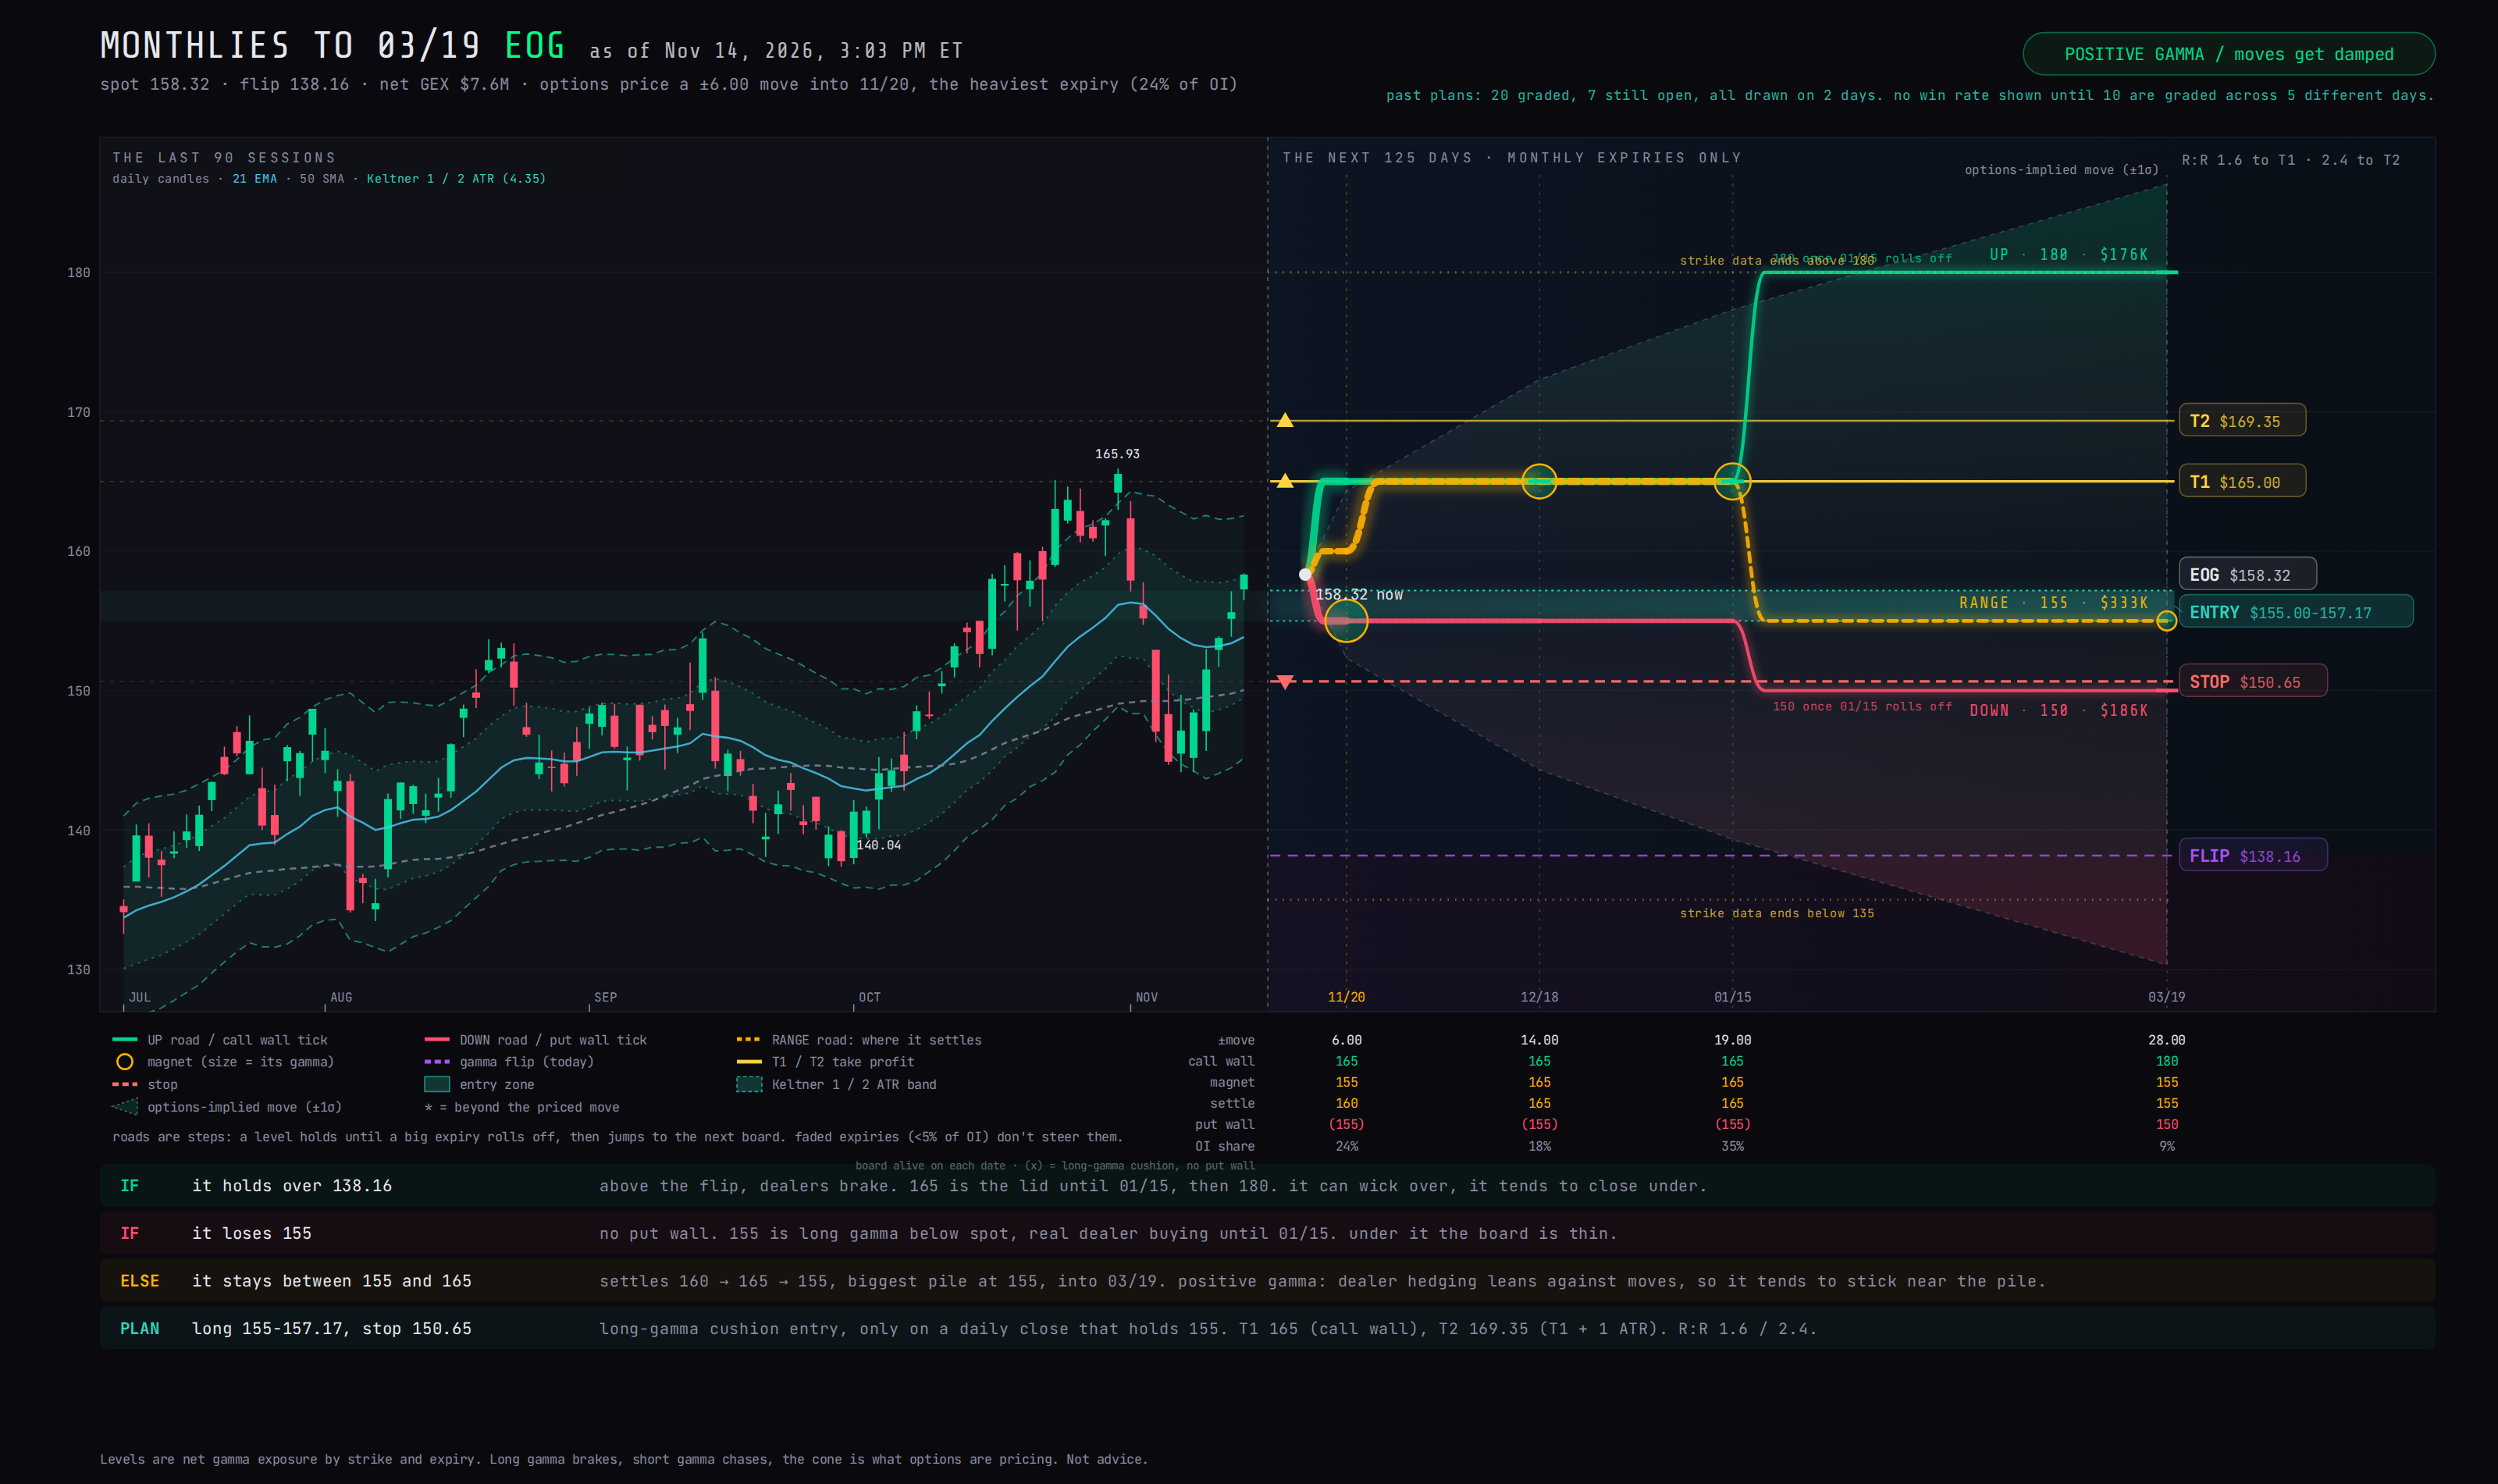 MONTHLIES TO 03/19 EOG as of Nov 14, 2026, 3:03 PM ET
spot 158.32 · flip 138.16 · net GEX $7.6M · options price a ±6.00 move into 11/20, the heaviest expiry (24% of OI)
POSITIVE GAMMA / moves get damped
past plans: 20 graded, 7 still open, all drawn on 2 days. no win rate shown until 10 are graded across 5 different days.
THE LAST 90 SESSIONS
daily candles · 21 EMA · 50 SMA · Keltner 1 / 2 ATR (4.35)
THE NEXT 125 DAYS · MONTHLY EXPIRIES ONLY
options-implied move (±1σ)
R:R 1.6 to T1 · 2.4 to T2
180
170
160
150
140
130
165.93
140.04
strike data ends above 180
180 once 01/15 rolls off
UP · 180 · $176K
T2 $169.35
T1 $165.00
EOG $158.32
158.32 now
RANGE · 155 · $333K
ENTRY $155.00-157.17
STOP $150.65
150 once 01/15 rolls off
DOWN · 150 · $186K
FLIP $138.16
strike data ends below 135
JUL
AUG
SEP
OCT
NOV
11/20
12/18
01/15
03/19
UP road / call wall tick
DOWN road / put wall tick
RANGE road: where it settles
magnet (size = its gamma)
gamma flip (today)
T1 / T2 take profit
stop
entry zone
Keltner 1 / 2 ATR band
options-implied move (±1σ)
* = beyond the priced move
roads are steps: a level holds until a big expiry rolls off, then jumps to the next board. faded expiries (<5% of OI) don't steer them.
±move 6.00 14.00 19.00 28.00
call wall 165 165 165 180
magnet 155 165 165 155
settle 160 165 165 155
put wall (155) (155) (155) 150
OI share 24% 18% 35% 9%
board alive on each date · (x) = long-gamma cushion, no put wall
IF it holds over 138.16 above the flip, dealers brake. 165 is the lid until 01/15, then 180. it can wick over, it tends to close under.
IF it loses 155 no put wall. 155 is long gamma below spot, real dealer buying until 01/15. under it the board is thin.
ELSE it stays between 155 and 165 settles 160 → 165 → 155, biggest pile at 155, into 03/19. positive gamma: dealer hedging leans against moves, so it tends to stick near the pile.
PLAN long 155-157.17, stop 150.65 long-gamma cushion entry, only on a daily close that holds 155. T1 165 (call wall), T2 169.35 (T1 + 1 ATR). R:R 1.6 / 2.4.
Levels are net gamma exposure by strike and expiry. Long gamma brakes, short gamma chases, the cone is what options are pricing. Not advice.